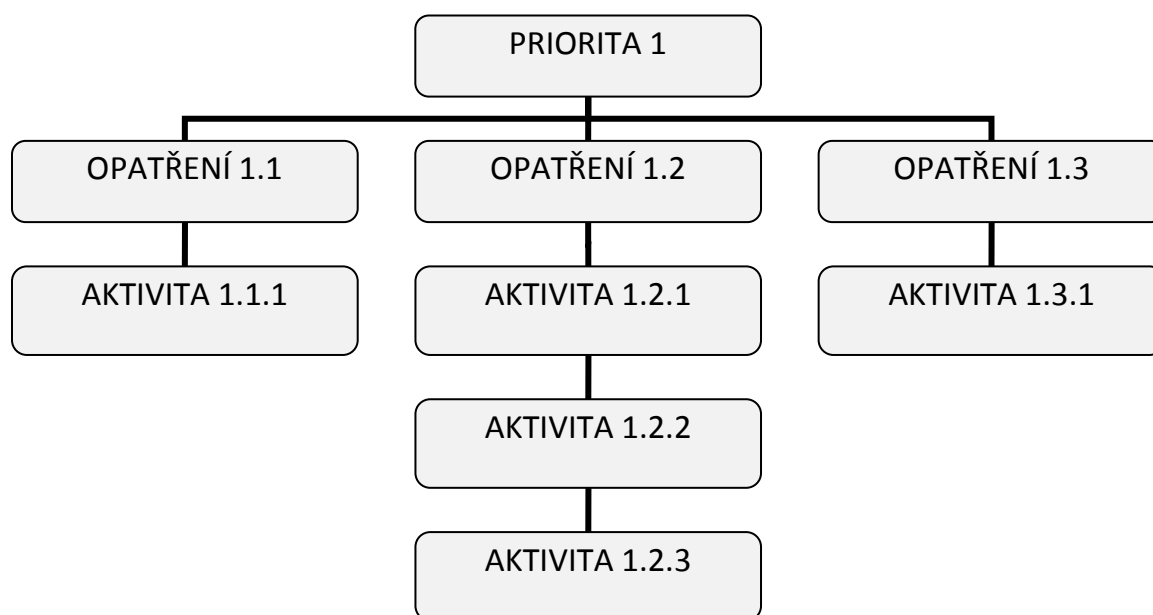 PRIORITA 1
OPATŘENÍ 1.1
OPATŘENÍ 1.2
OPATŘENÍ 1.3
AKTIVITA 1.1.1
AKTIVITA 1.2.1
AKTIVITA 1.3.1
AKTIVITA 1.2.2
AKTIVITA 1.2.3